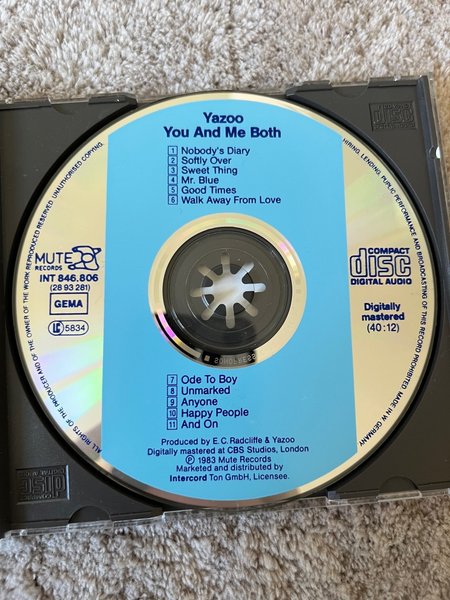 Yazoo
You And Me Both
1 Nobody's Diary
2 Softly Over
3 Sweet Thing
4 Mr. Blue
5 Good Times
6 Walk Away From Love
MUTE
RECORDS
INT 846.806
(28 93 281)
GEMA
LC 5834
COMPACT
disc
DIGITAL AUDIO
Digitally
mastered
(40:12)
SONOPRESS
7 Ode To Boy
8 Unmarked
9 Anyone
10 Happy People
11 And On
Produced by E.C. Radcliffe & Yazoo
Digitally mastered at CBS Studios, London
Ⓟ 1983 Mute Records
Marketed and distributed by
Intercord Ton GmbH, Licensee.
ALL RIGHTS OF THE PRODUCER AND OF THE OWNER OF THE WORK REPRODUCED RESERVED. UNAUTHORISED COPYING,
HIRING, LENDING, PUBLIC PERFORMANCE AND BROADCASTING OF THIS RECORD PROHIBITED. MADE IN W. GERMANY